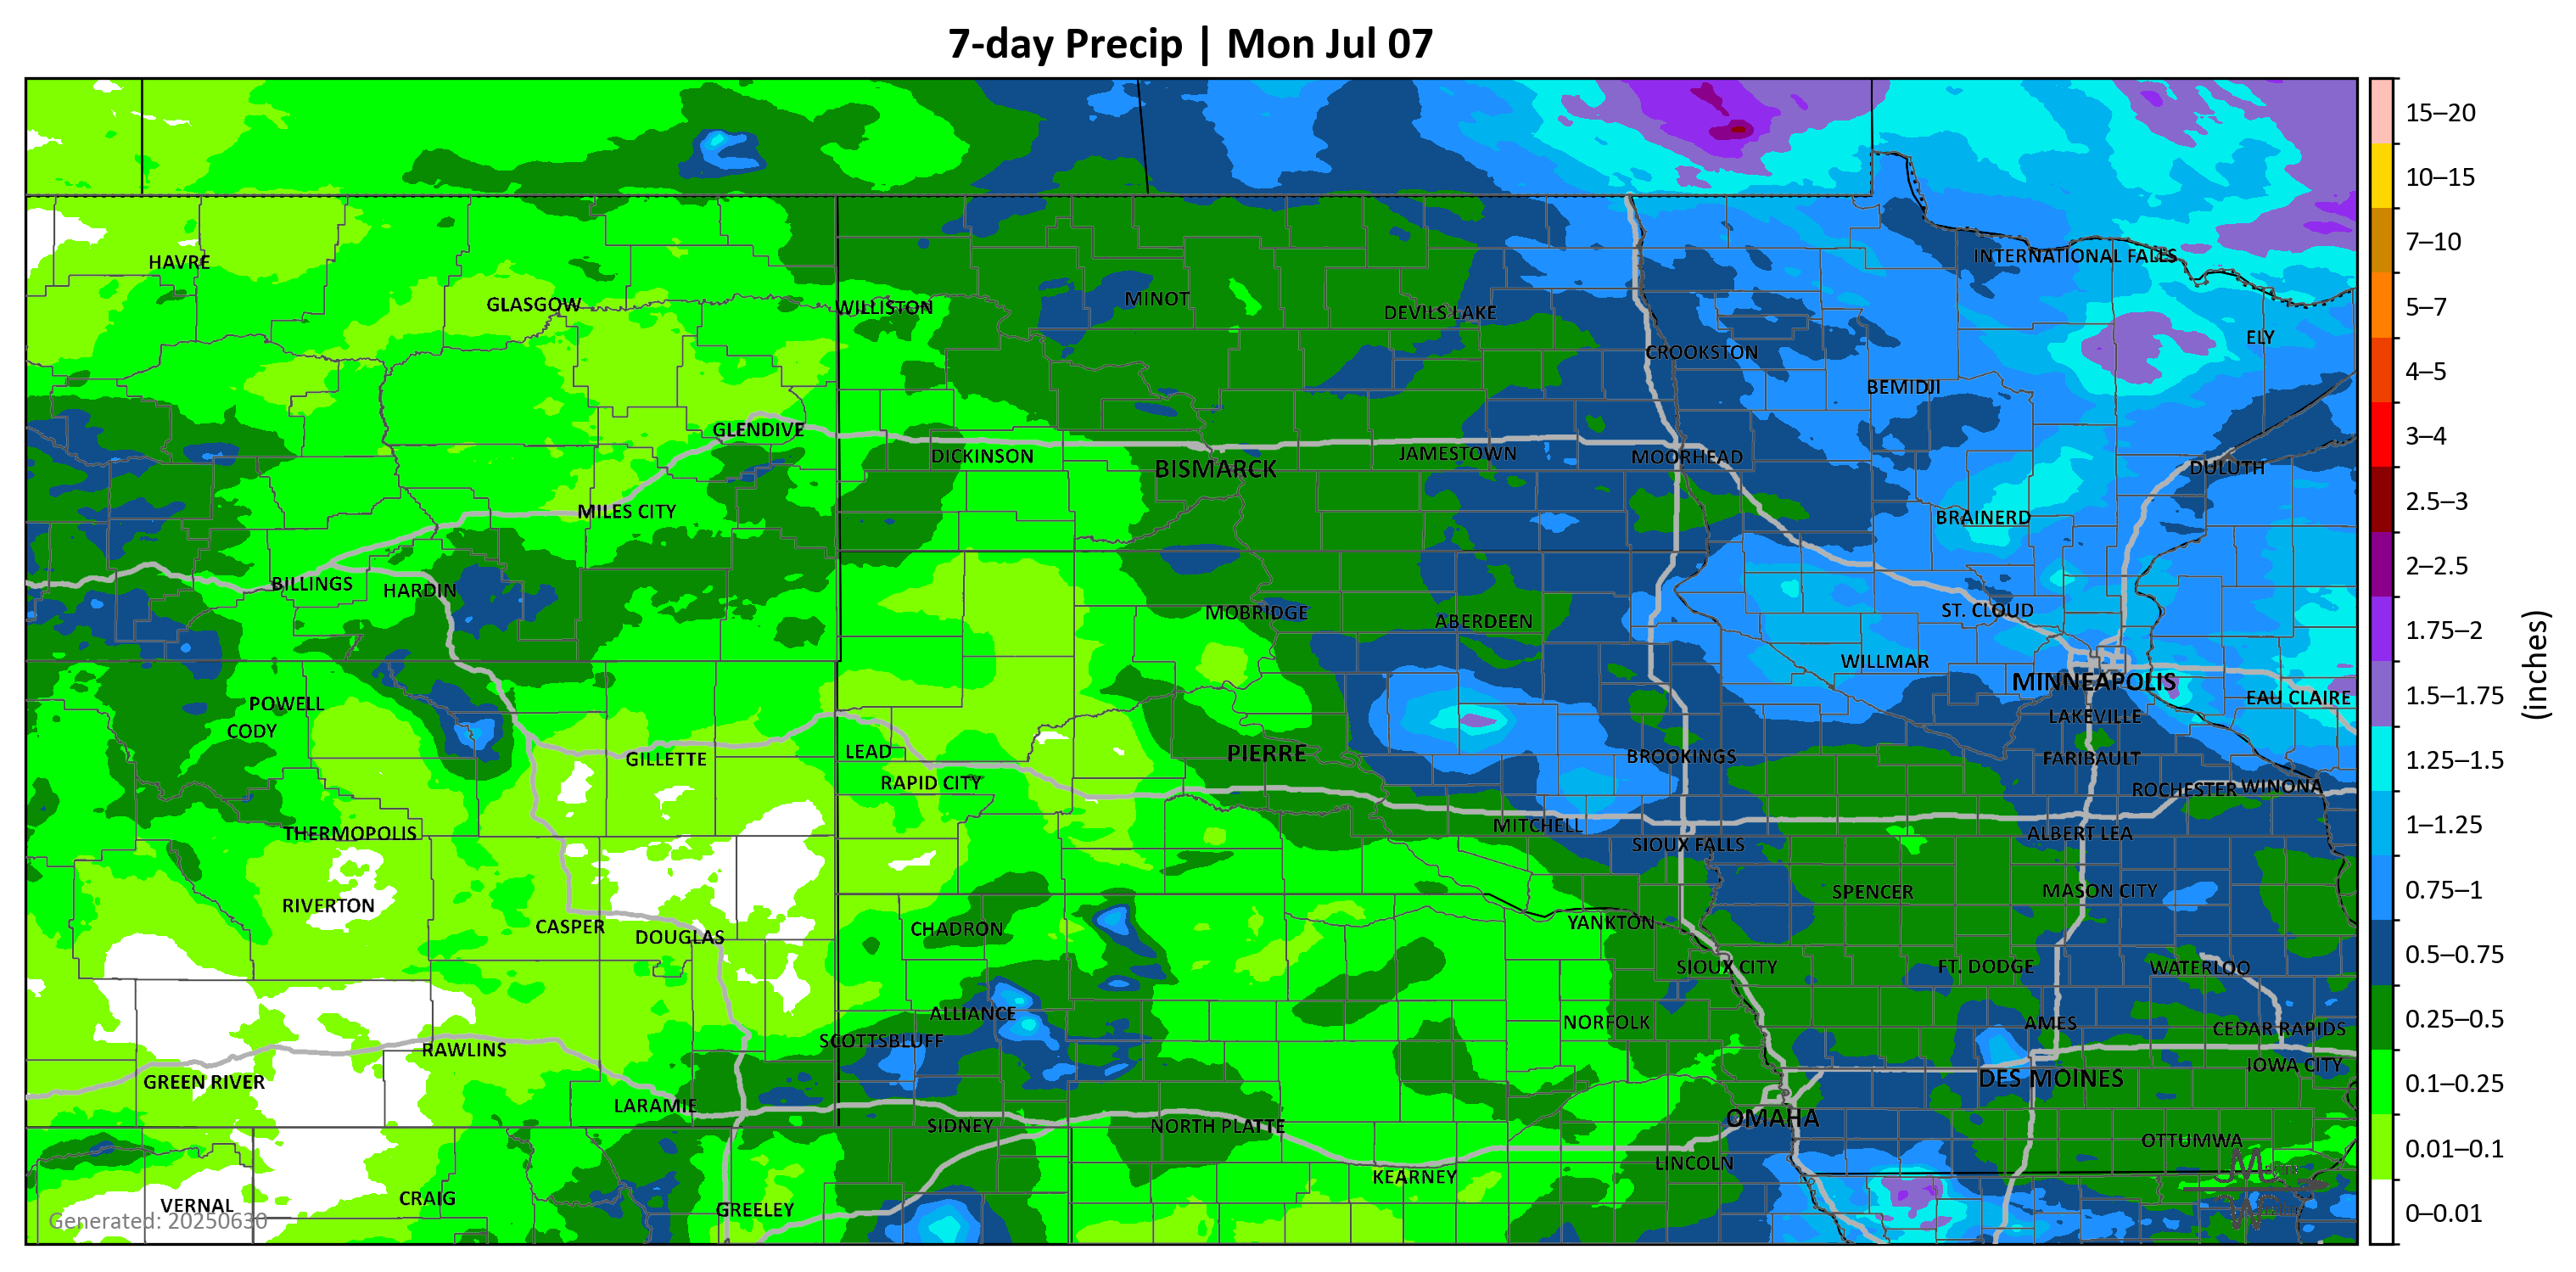 7-day Precip | Mon Jul 07
15–20
10–15
7–10
5–7
4–5
3–4
2.5–3
2–2.5
1.75–2
1.5–1.75
1.25–1.5
1–1.25
0.75–1
0.5–0.75
0.25–0.5
0.1–0.25
0.01–0.1
0–0.01
(inches)
HAVRE
INTERNATIONAL FALLS
GLASGOW
WILLISTON
MINOT
DEVILS LAKE
ELY
CROOKSTON
BEMIDJI
GLENDIVE
DICKINSON
BISMARCK
JAMESTOWN
MOORHEAD
DULUTH
MILES CITY
BRAINERD
BILLINGS
HARDIN
MOBRIDGE
ABERDEEN
ST. CLOUD
WILLMAR
MINNEAPOLIS
EAU CLAIRE
POWELL
CODY
LAKEVILLE
GILLETTE
LEAD
PIERRE
BROOKINGS
FARIBAULT
RAPID CITY
ROCHESTER
WINONA
THERMOPOLIS
MITCHELL
ALBERT LEA
SIOUX FALLS
RIVERTON
SPENCER
MASON CITY
CASPER
DOUGLAS
CHADRON
YANKTON
SIOUX CITY
FT. DODGE
WATERLOO
ALLIANCE
NORFOLK
AMES
CEDAR RAPIDS
SCOTTSBLUFF
RAWLINS
IOWA CITY
GREEN RIVER
DES MOINES
LARAMIE
SIDNEY
NORTH PLATTE
OMAHA
OTTUMWA
LINCOLN
KEARNEY
VERNAL
CRAIG
GREELEY
Generated: 20250630